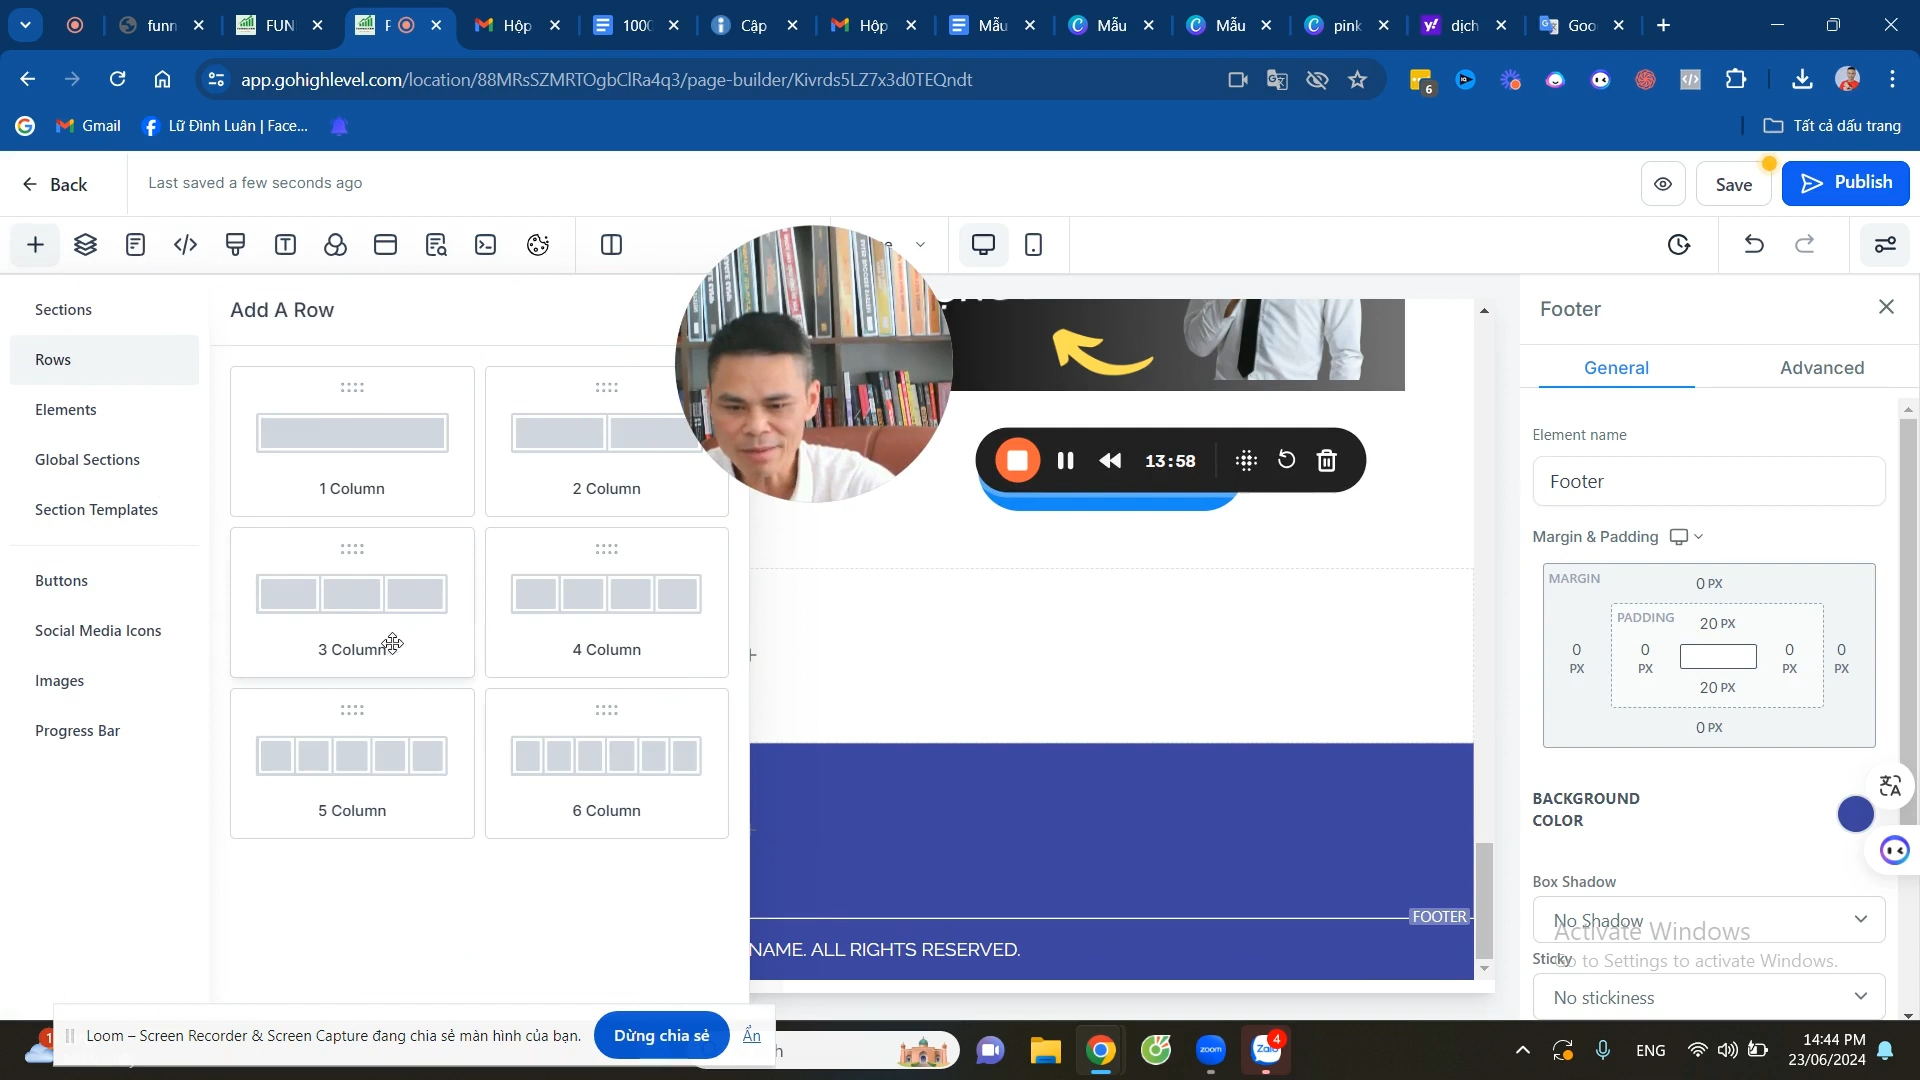 funn
FUN
F
Hộp
100
Cập
Hộp
Mẫu
Mẫu
Mẫu
pink
dịch
Goo
app.gohighlevel.com/location/88MRsSZMRTOgbClRa4q3/page-builder/Kivrds5LZ7x3d0TEQndt
6
Gmail
Lữ Đình Luân | Face...
Tất cả dấu trang
Back
Last saved a few seconds ago
Save
Publish
Sections
Rows
Elements
Global Sections
Section Templates
Buttons
Social Media Icons
Images
Progress Bar
Add A Row
1 Column
2 Column
3 Column
4 Column
5 Column
6 Column
13:58
FOOTER
NAME. ALL RIGHTS RESERVED.
Footer
General
Advanced
Element name
Footer
Margin & Padding
MARGIN
0 PX
PADDING
20 PX
0 PX
0 PX
0 PX
0 PX
20 PX
0 PX
BACKGROUND
COLOR
Box Shadow
No Shadow
Activate Windows
Sticky
Go to Settings to activate Windows.
No stickiness
Loom – Screen Recorder & Screen Capture đang chia sẻ màn hình của bạn.
Dừng chia sẻ
Ẩn
zoom
Zalo
4
ENG
14:44 PM
23/06/2024